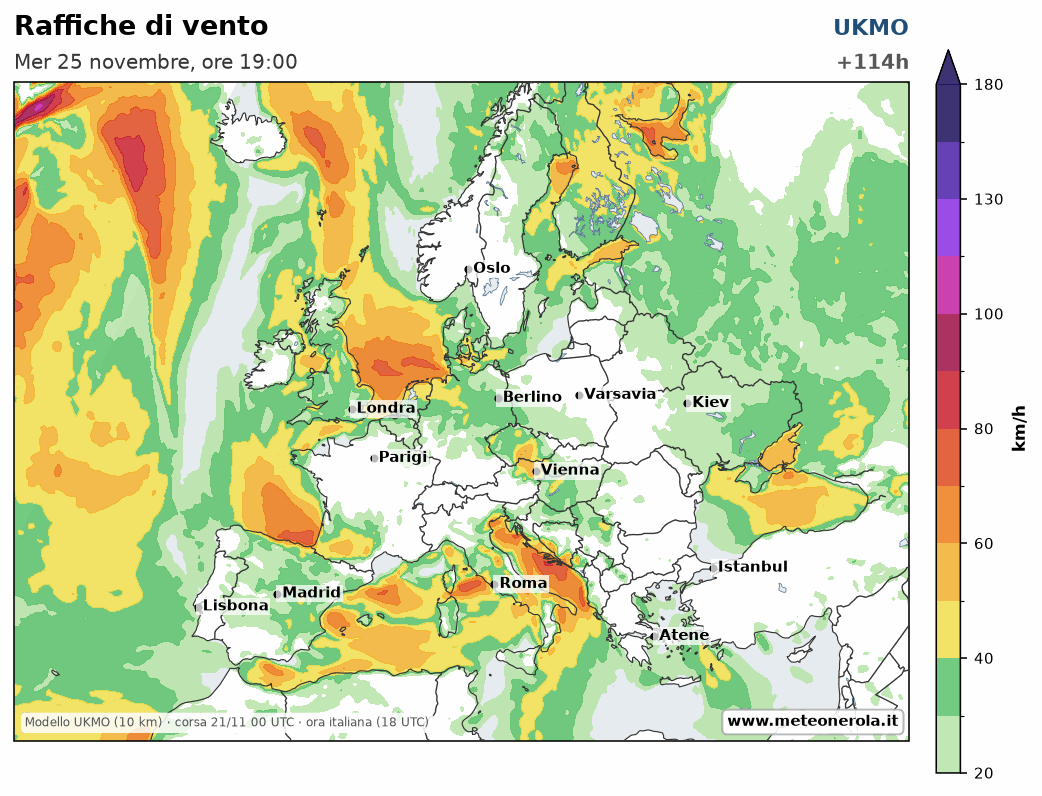 Raffiche di vento
UKMO
Mer 25 novembre, ore 19:00
+114h
180
130
100
80
60
40
20
km/h
Oslo
Berlino
Varsavia
Kiev
Londra
Parigi
Vienna
Istanbul
Roma
Madrid
Lisbona
Atene
Modello UKMO (10 km) · corsa 21/11 00 UTC · ora italiana (18 UTC)
www.meteonerola.it